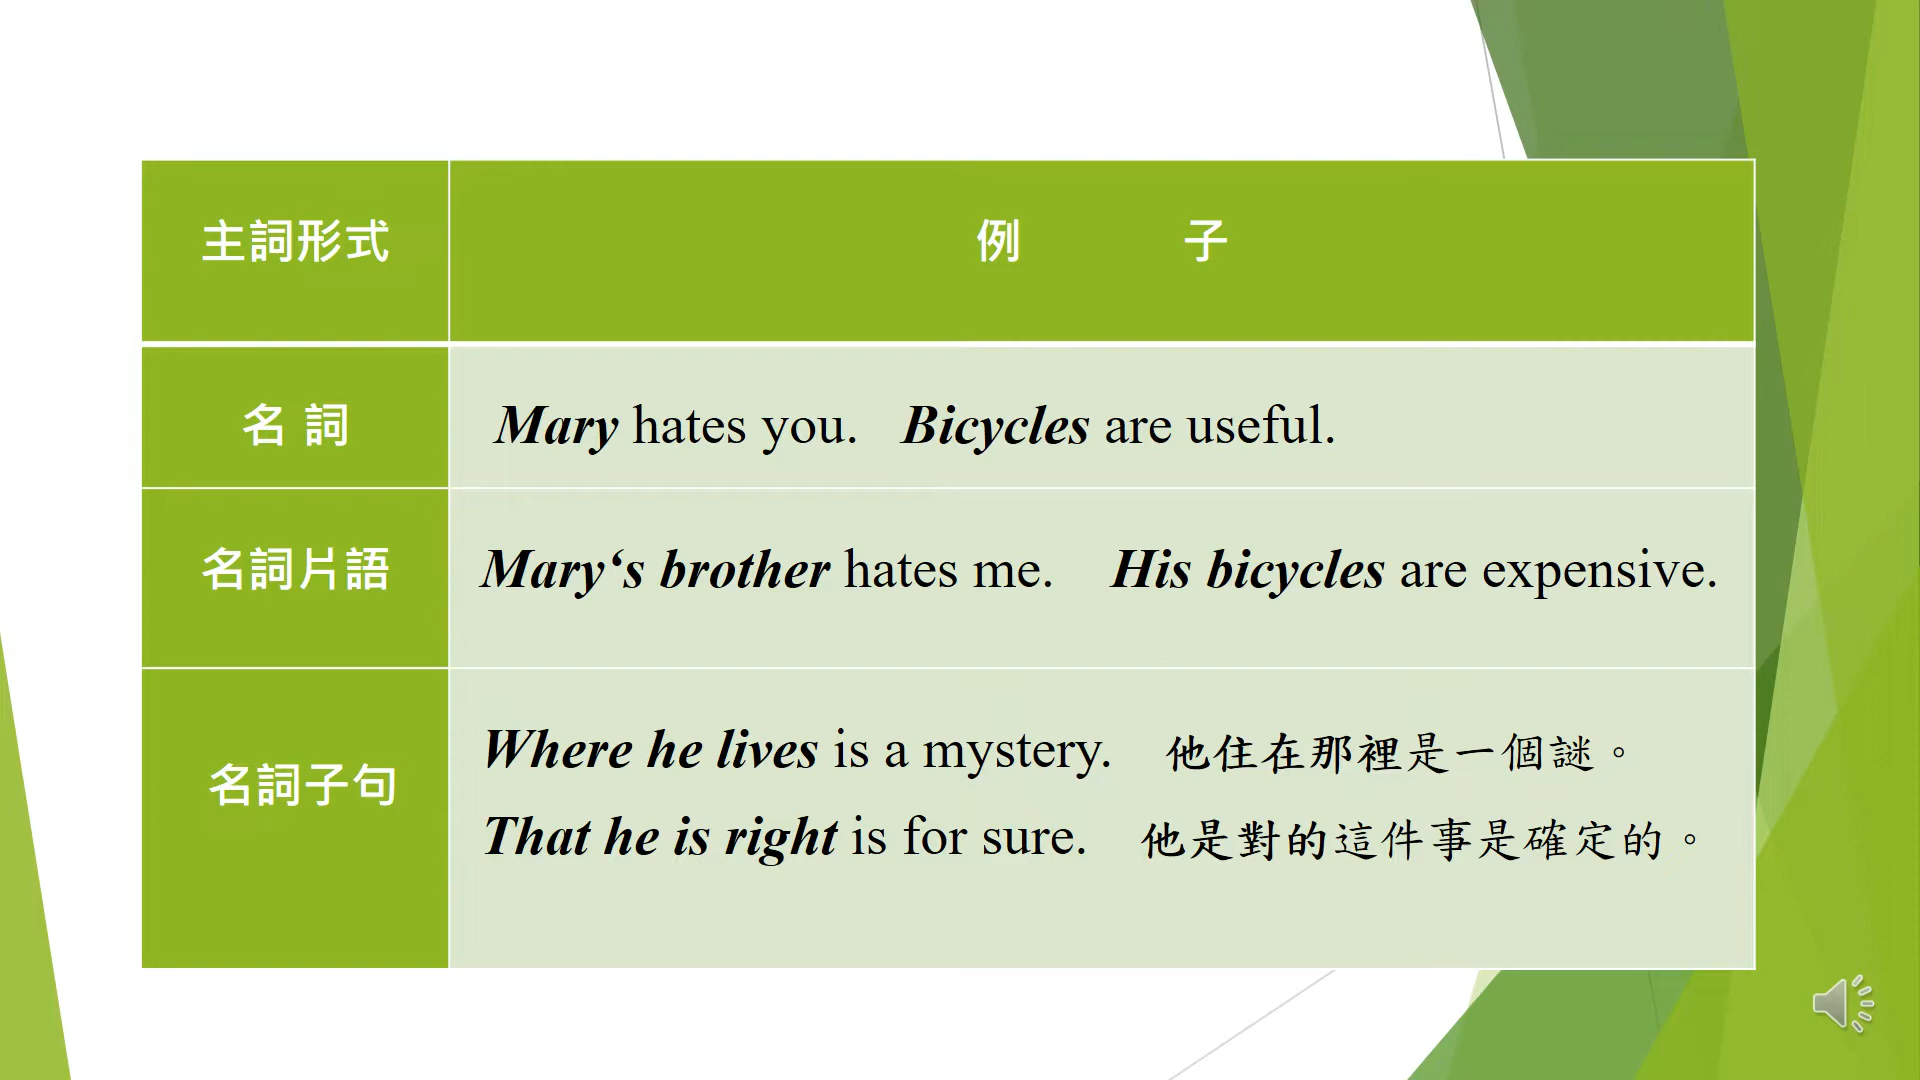 主詞形式 例 子
名 詞 Mary hates you. Bicycles are useful.
名詞片語 Mary‘s brother hates me. His bicycles are expensive.
名詞子句
Where he lives is a mystery. 他住在那裡是一個謎。
That he is right is for sure. 他是對的這件事是確定的。